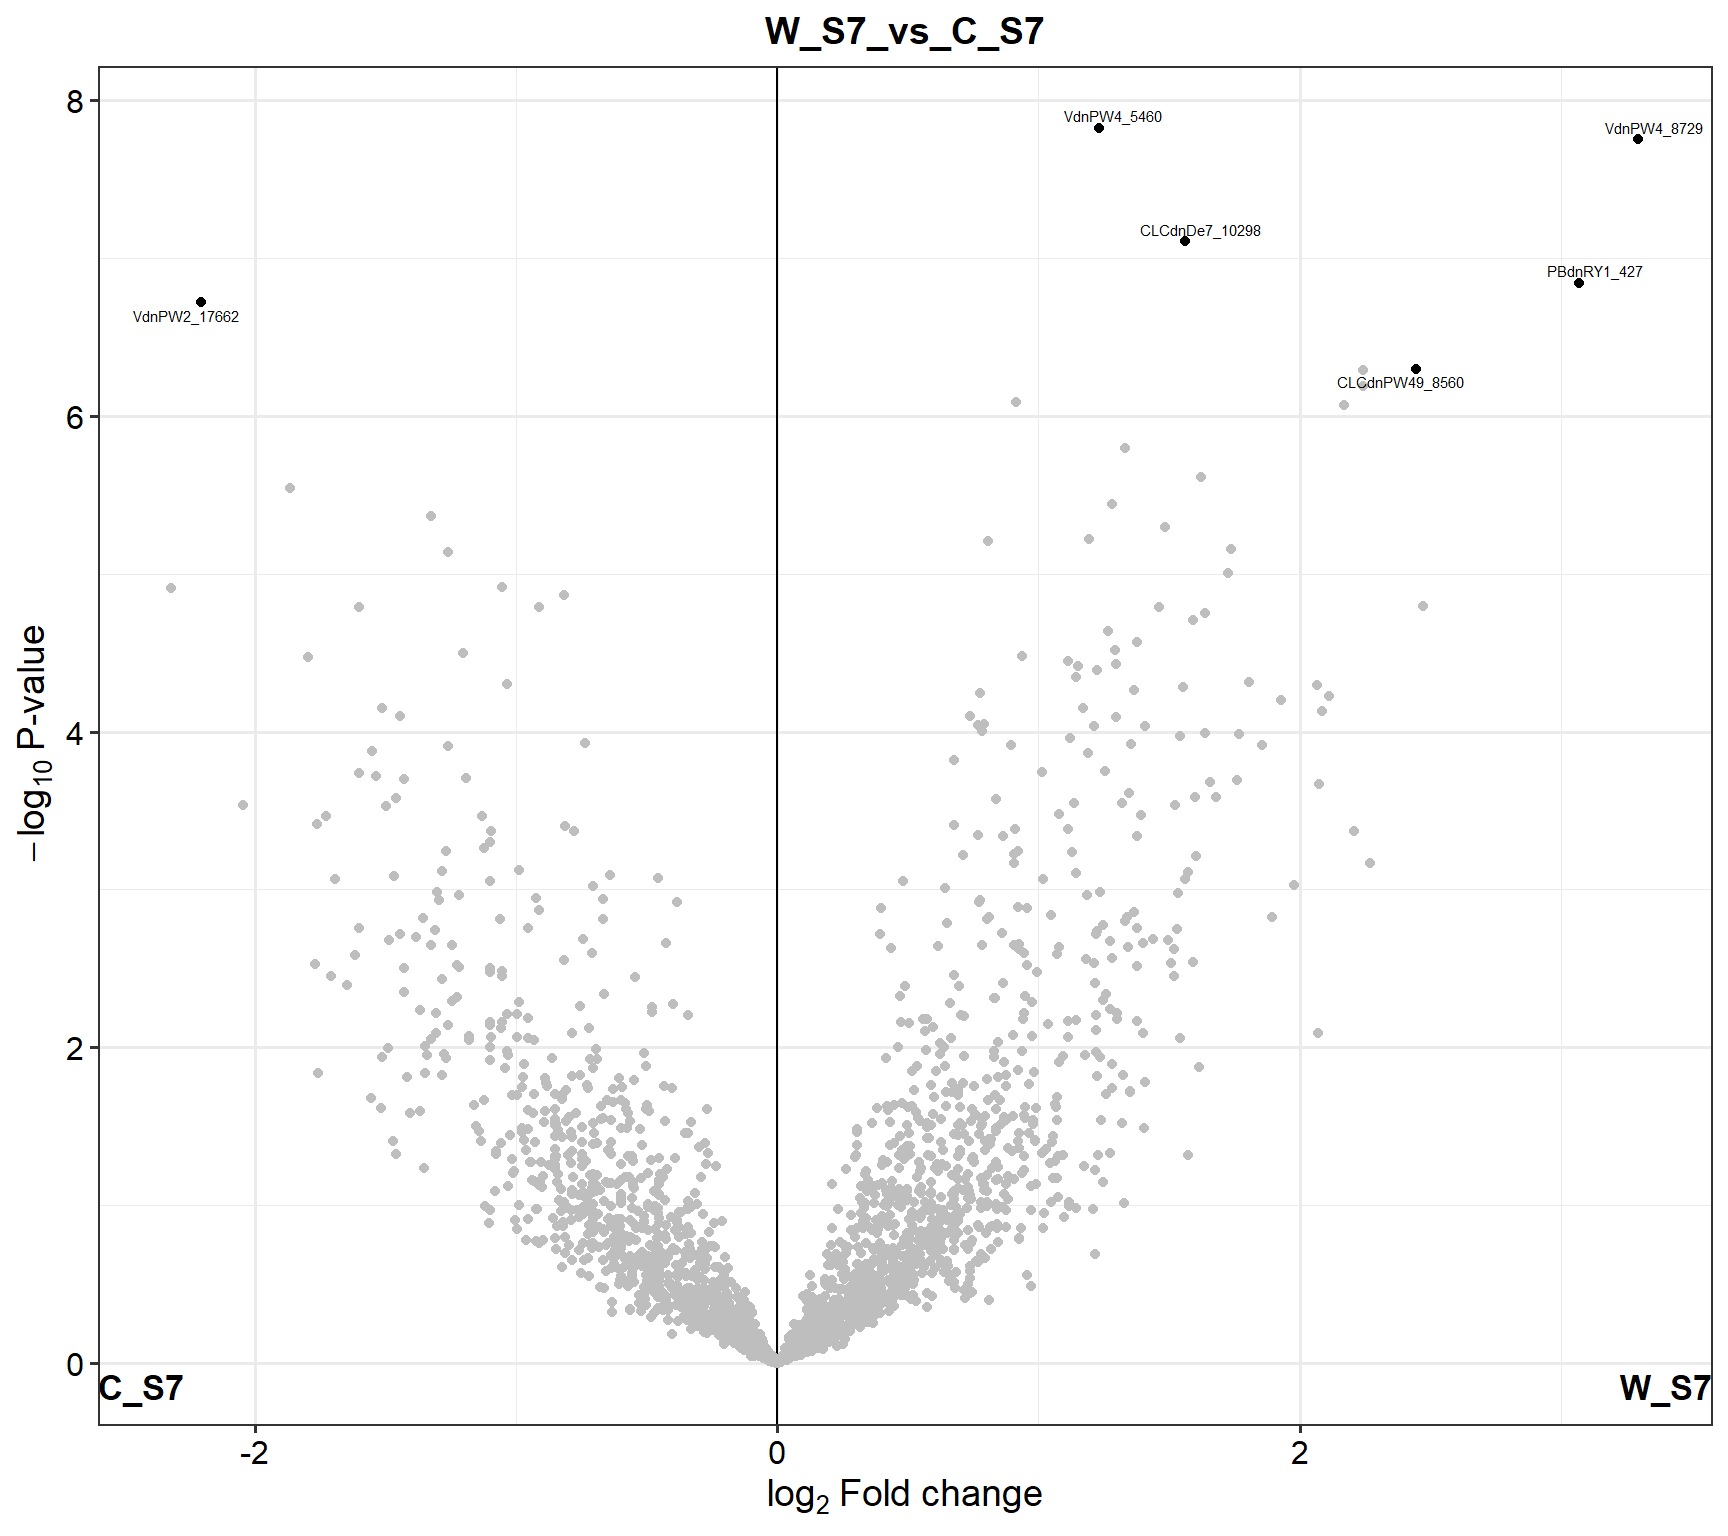 W_S7_vs_C_S7
8
VdnPW4_5460
VdnPW4_8729
CLCdnDe7_10298
PBdnRY1_427
VdnPW2_17662
CLCdnPW49_8560
6
−log10 P-value
4
2
0
C_S7
W_S7
-2
0
2
log2 Fold change